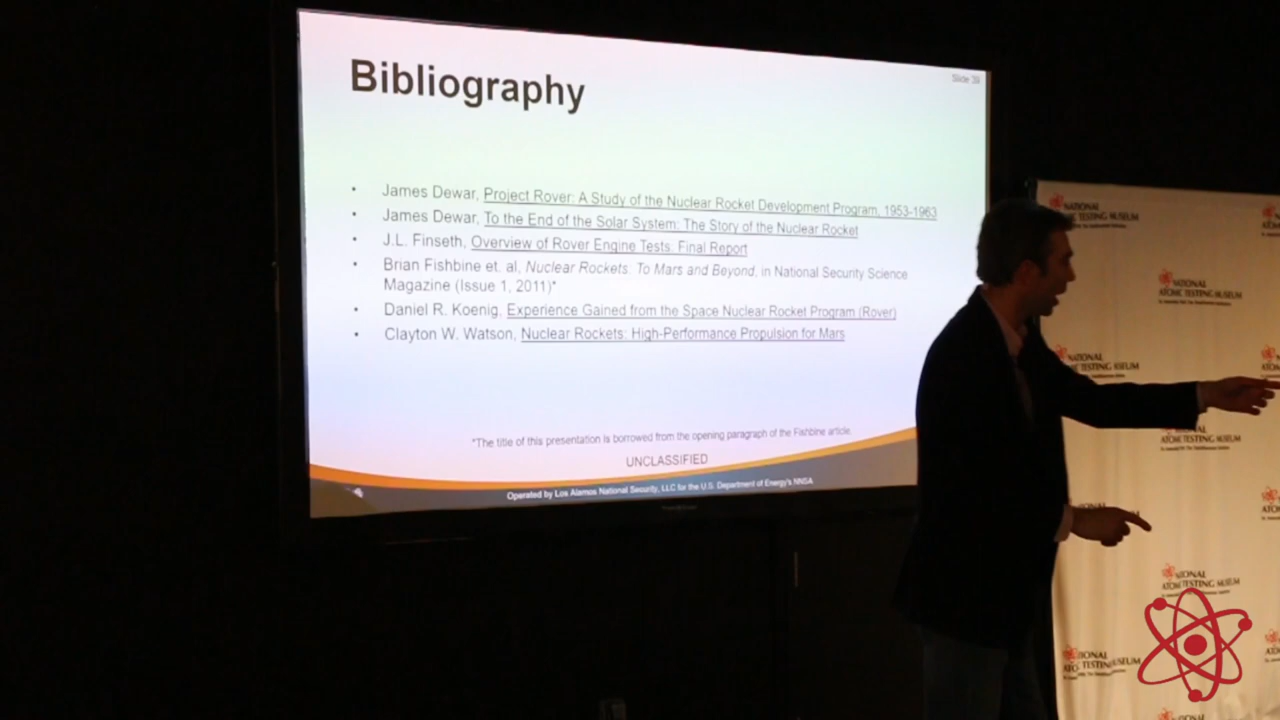 Bibliography
Slide 39
• James Dewar, Project Rover: A Study of the Nuclear Rocket Development Program, 1953-1963
• James Dewar, To the End of the Solar System: The Story of the Nuclear Rocket
• J.L. Finseth, Overview of Rover Engine Tests. Final Report
• Brian Fishbine et. al, Nuclear Rockets: To Mars and Beyond, in National Security Science
Magazine (Issue 1, 2011)*
• Daniel R. Koenig, Experience Gained from the Space Nuclear Rocket Program (Rover)
• Clayton W. Watson, Nuclear Rockets: High-Performance Propulsion for Mars
*The title of this presentation is borrowed from the opening paragraph of the Fishbine article.
UNCLASSIFIED
Operated by Los Alamos National Security, LLC for the U.S. Department of Energy's NNSA
NATIONAL
TESTING MUSEUM
NATIONAL
ATOMIC TESTING MUSEUM
NATIONAL
TESTING MUSEUM
ATOMIC TESTING MUSEUM
NATIONAL
ATOMIC TESTING MUSEUM